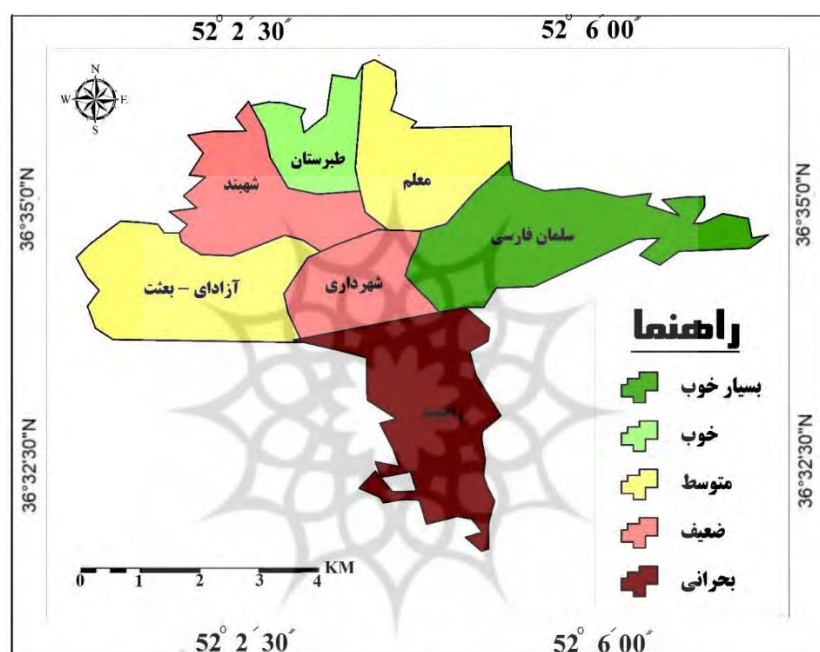 52° 2′ 30″
52° 6′ 00″
N
W E
S
36°35'0"N
36°35'0"N
طبرستان
معلم
شهبند
سلمان فارسی
شهرداری
آزادای - بعثت
راهنما
بسیار خوب
خوب
متوسط
ضعیف
بحرانی
36°32'30"N
36°32'30"N
KM
0 1 2 3 4
52° 2′ 30″
52° 6′ 00″